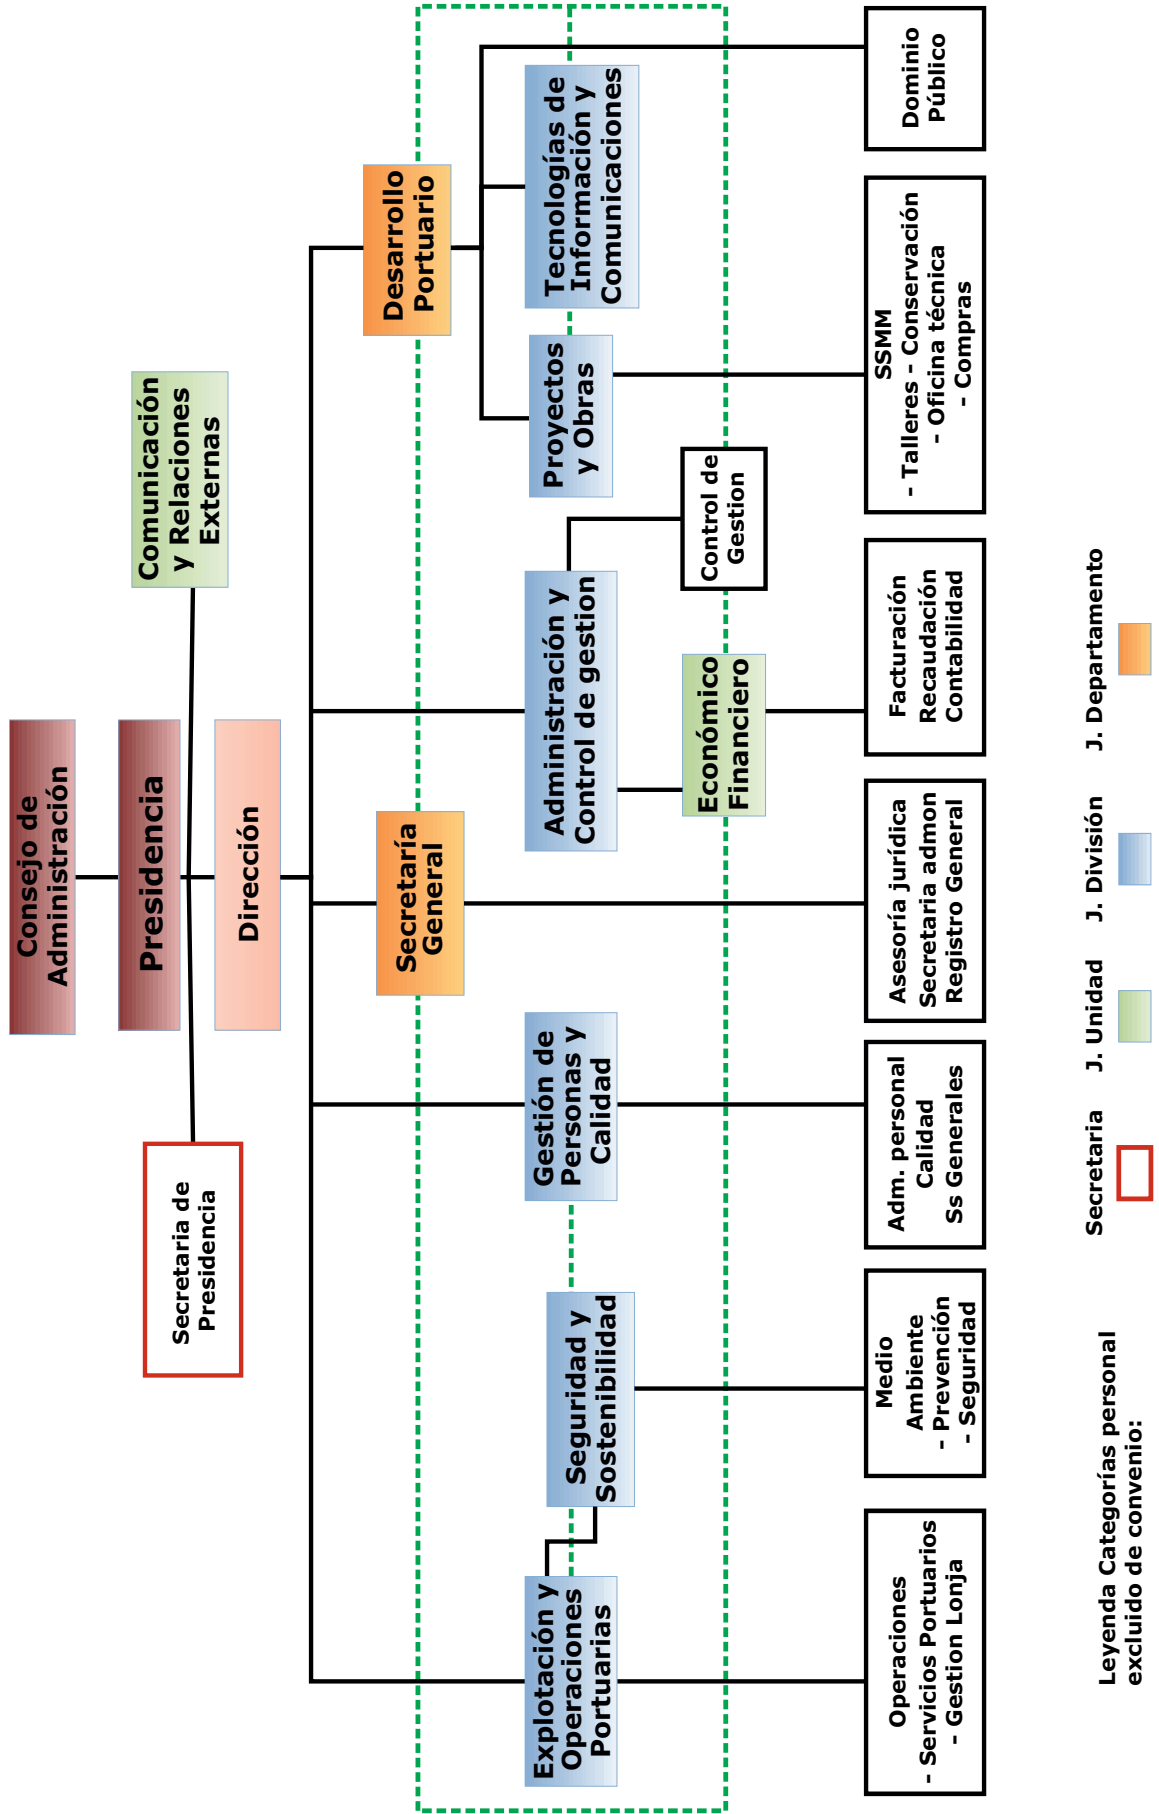 Consejo de
Administración
Presidencia
Secretaria de
Presidencia
Comunicación
y Relaciones
Externas
Dirección
Secretaría
General
Desarrollo
Portuario
Explotación y
Operaciones
Portuarias
Seguridad y
Sostenibilidad
Gestión de
Personas y
Calidad
Administración y
Control de gestion
Proyectos
y Obras
Tecnologías de
Información y
Comunicaciones
Económico
Financiero
Control de
Gestion
Operaciones
- Servicios Portuarios
- Gestion Lonja
Medio
Ambiente
- Prevención
- Seguridad
Adm. personal
Calidad
Ss Generales
Asesoría jurídica
Secretaria admon
Registro General
Facturación
Recaudación
Contabilidad
SSMM
- Talleres - Conservación
- Oficina técnica
- Compras
Dominio
Público
Leyenda Categorías personal
excluido de convenio:
Secretaria
J. Unidad
J. División
J. Departamento